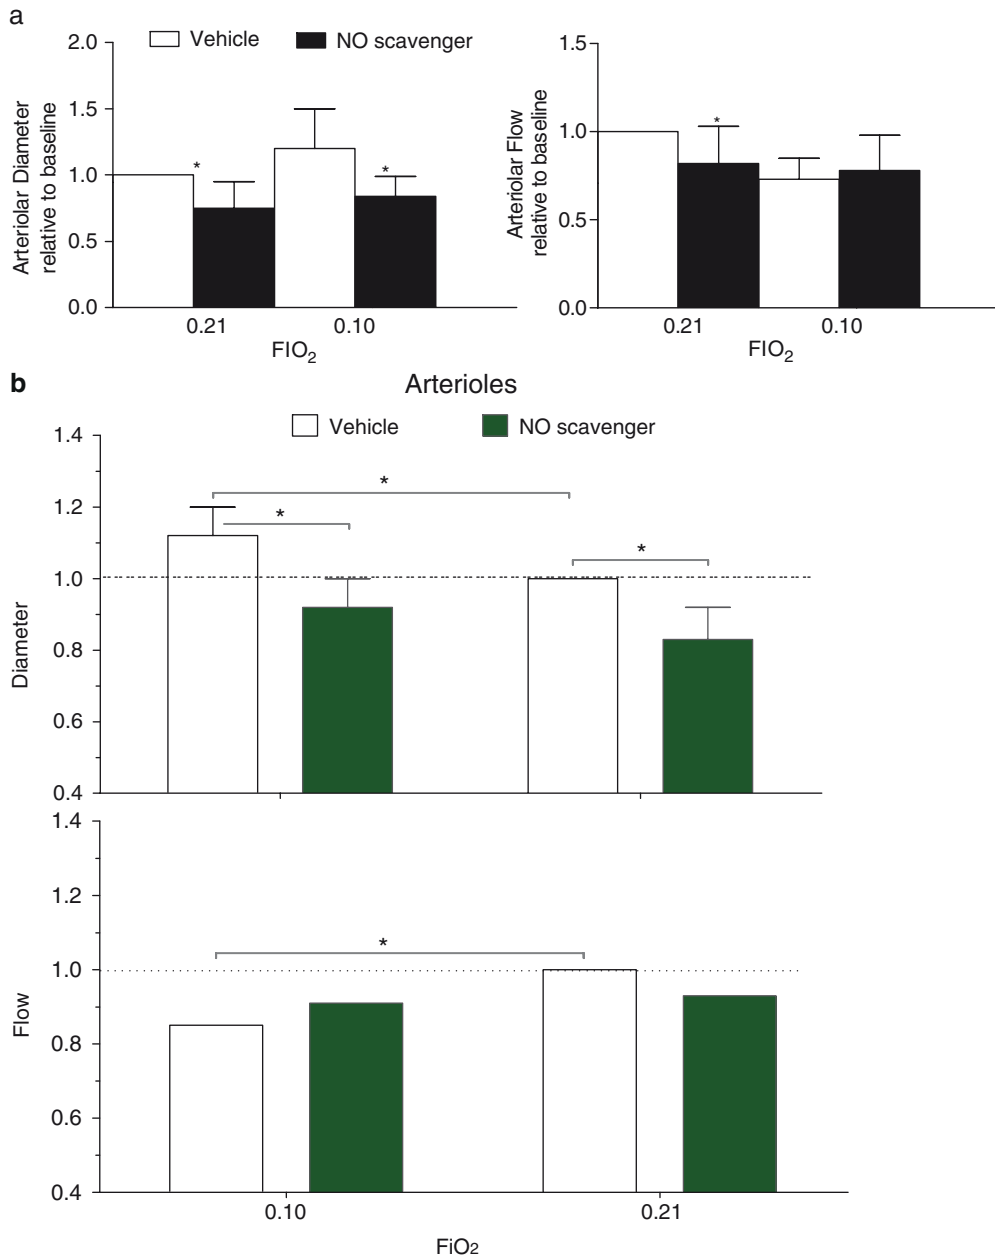 a
Vehicle NO scavenger
2.0
1.5
1.0
0.5
0.0
Arteriolar Diameter
relative to baseline
*
*
0.21 0.10
FIO2
1.5
1.0
0.5
0.0
Arteriolar Flow
relative to baseline
*
0.21 0.10
FIO2
b
Arterioles
Vehicle NO scavenger
1.4
1.2
1.0
0.8
0.6
0.4
Diameter
*
*
*
1.4
1.2
1.0
0.8
0.6
0.4
Flow
*
0.10 0.21
FiO2